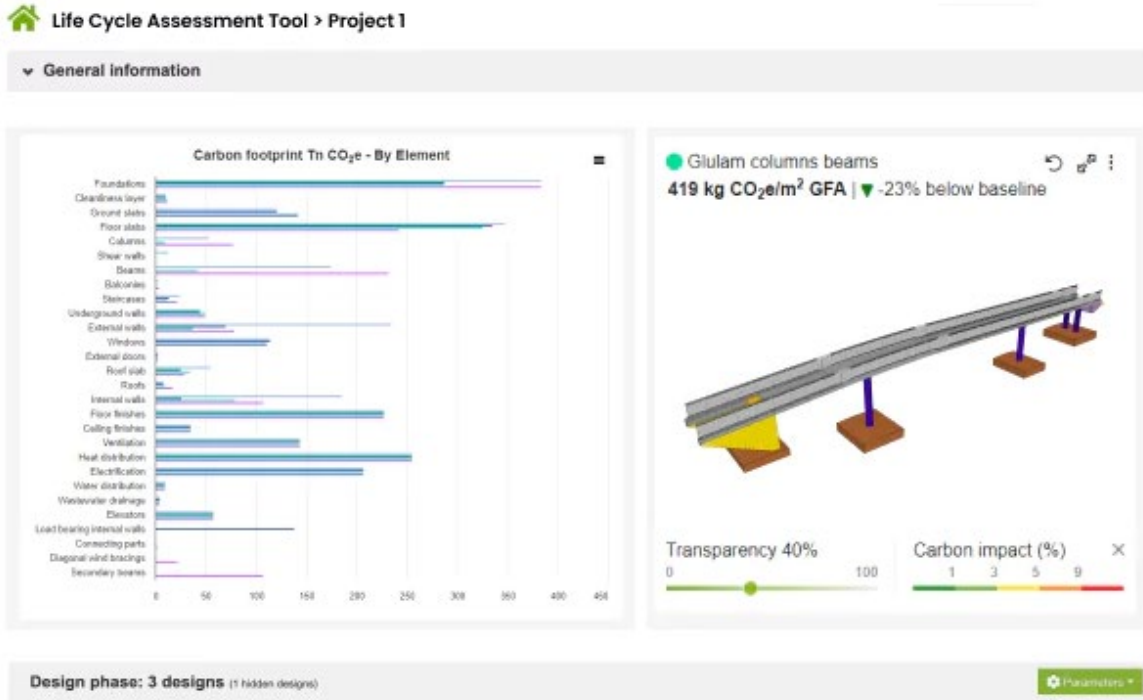 Life Cycle Assessment Tool > Project 1
General information
Carbon footprint Tn CO₂e - By Element
Foundations
Cleanliness layer
Ground slabs
Floor slabs
Columns
Shear walls
Beams
Balconies
Staircases
Underground walls
External walls
Windows
External doors
Roof slab
Roofs
Internal walls
Floor finishes
Ceiling finishes
Ventilation
Heat distribution
Electrification
Water distribution
Wastewater drainage
Elevators
Load bearing internal walls
Connecting parts
Diagonal wind bracings
Secondary beams
0 50 100 150 200 250 300 350 400 450
Glulam columns beams
419 kg CO₂e/m² GFA | ▼ -23% below baseline
Transparency 40%
0 100
Carbon impact (%)
1 3 5 9
Design phase: 3 designs (1 hidden designs)
Parameters